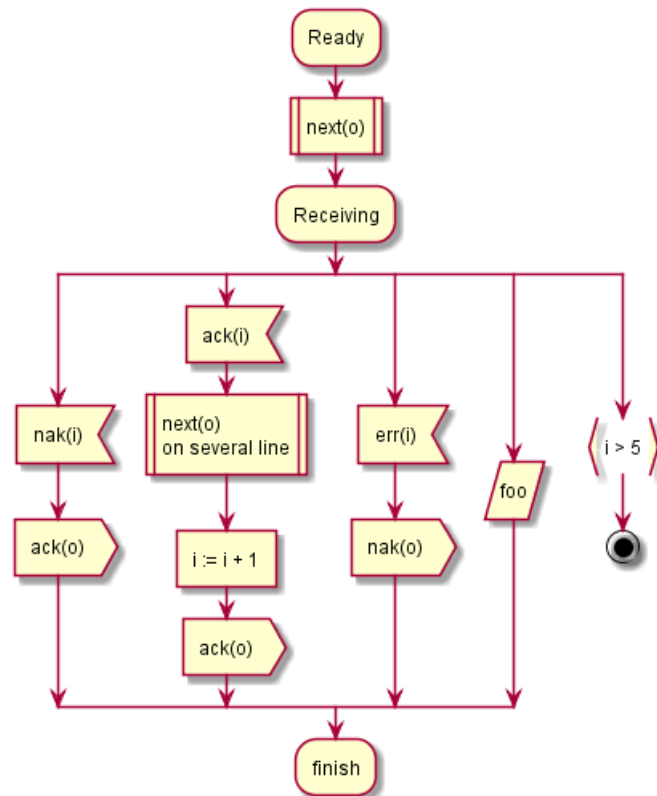 Ready
next(o)
Receiving
nak(i)
ack(o)
ack(i)
next(o)
on several line
i := i + 1
ack(o)
err(i)
nak(o)
foo
i > 5
finish